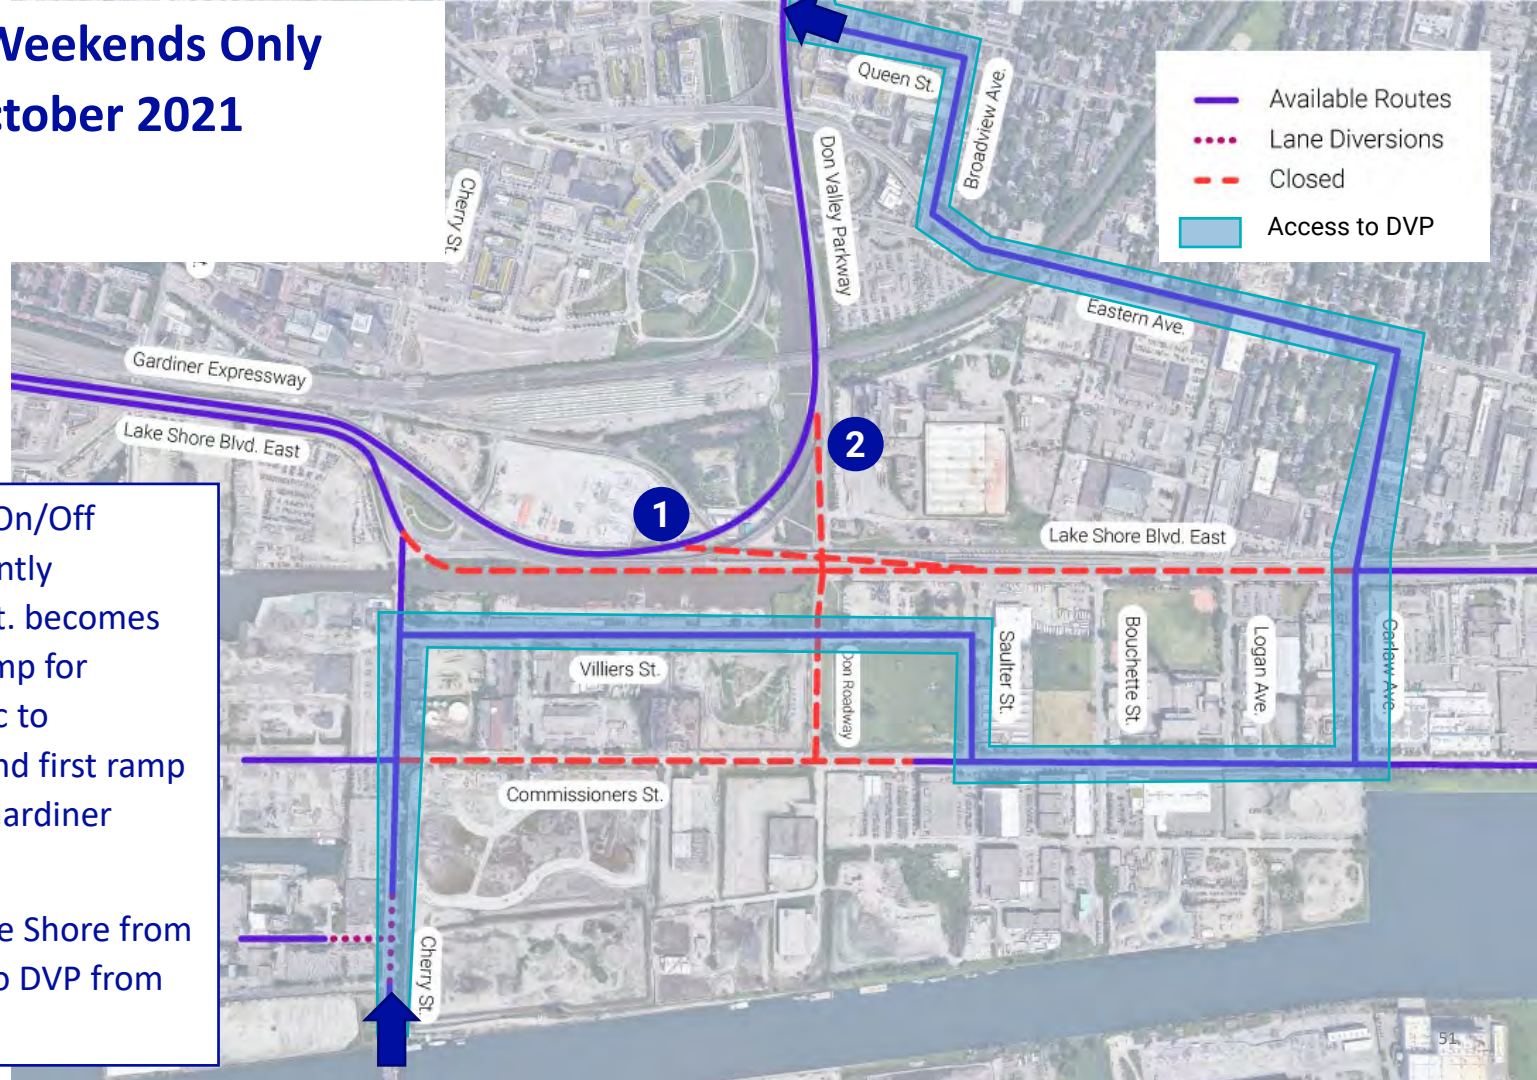 Weekends Only
ctober 2021
Available Routes
Lane Diversions
Closed
Access to DVP
Queen St.
Broadview Ave.
Don Valley Parkway
Cherry St.
Eastern Ave.
Gardiner Expressway
Lake Shore Blvd. East
2
1
Lake Shore Blvd. East
On/Off
ntly
t. becomes
mp for
c to
nd first ramp
ardiner
e Shore from
o DVP from
Villiers St.
Don Roadway
Saulter St.
Bouchette St.
Logan Ave.
Carlaw Ave.
Commissioners St.
Cherry St.
51